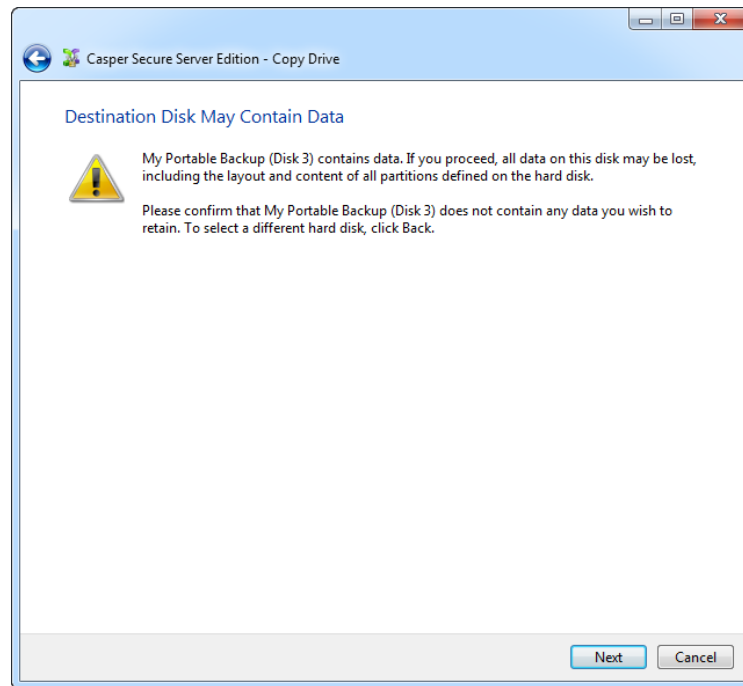 Casper Secure Server Edition - Copy Drive
Destination Disk May Contain Data
My Portable Backup (Disk 3) contains data. If you proceed, all data on this disk may be lost,
including the layout and content of all partitions defined on the hard disk.
Please confirm that My Portable Backup (Disk 3) does not contain any data you wish to
retain. To select a different hard disk, click Back.
Next
Cancel